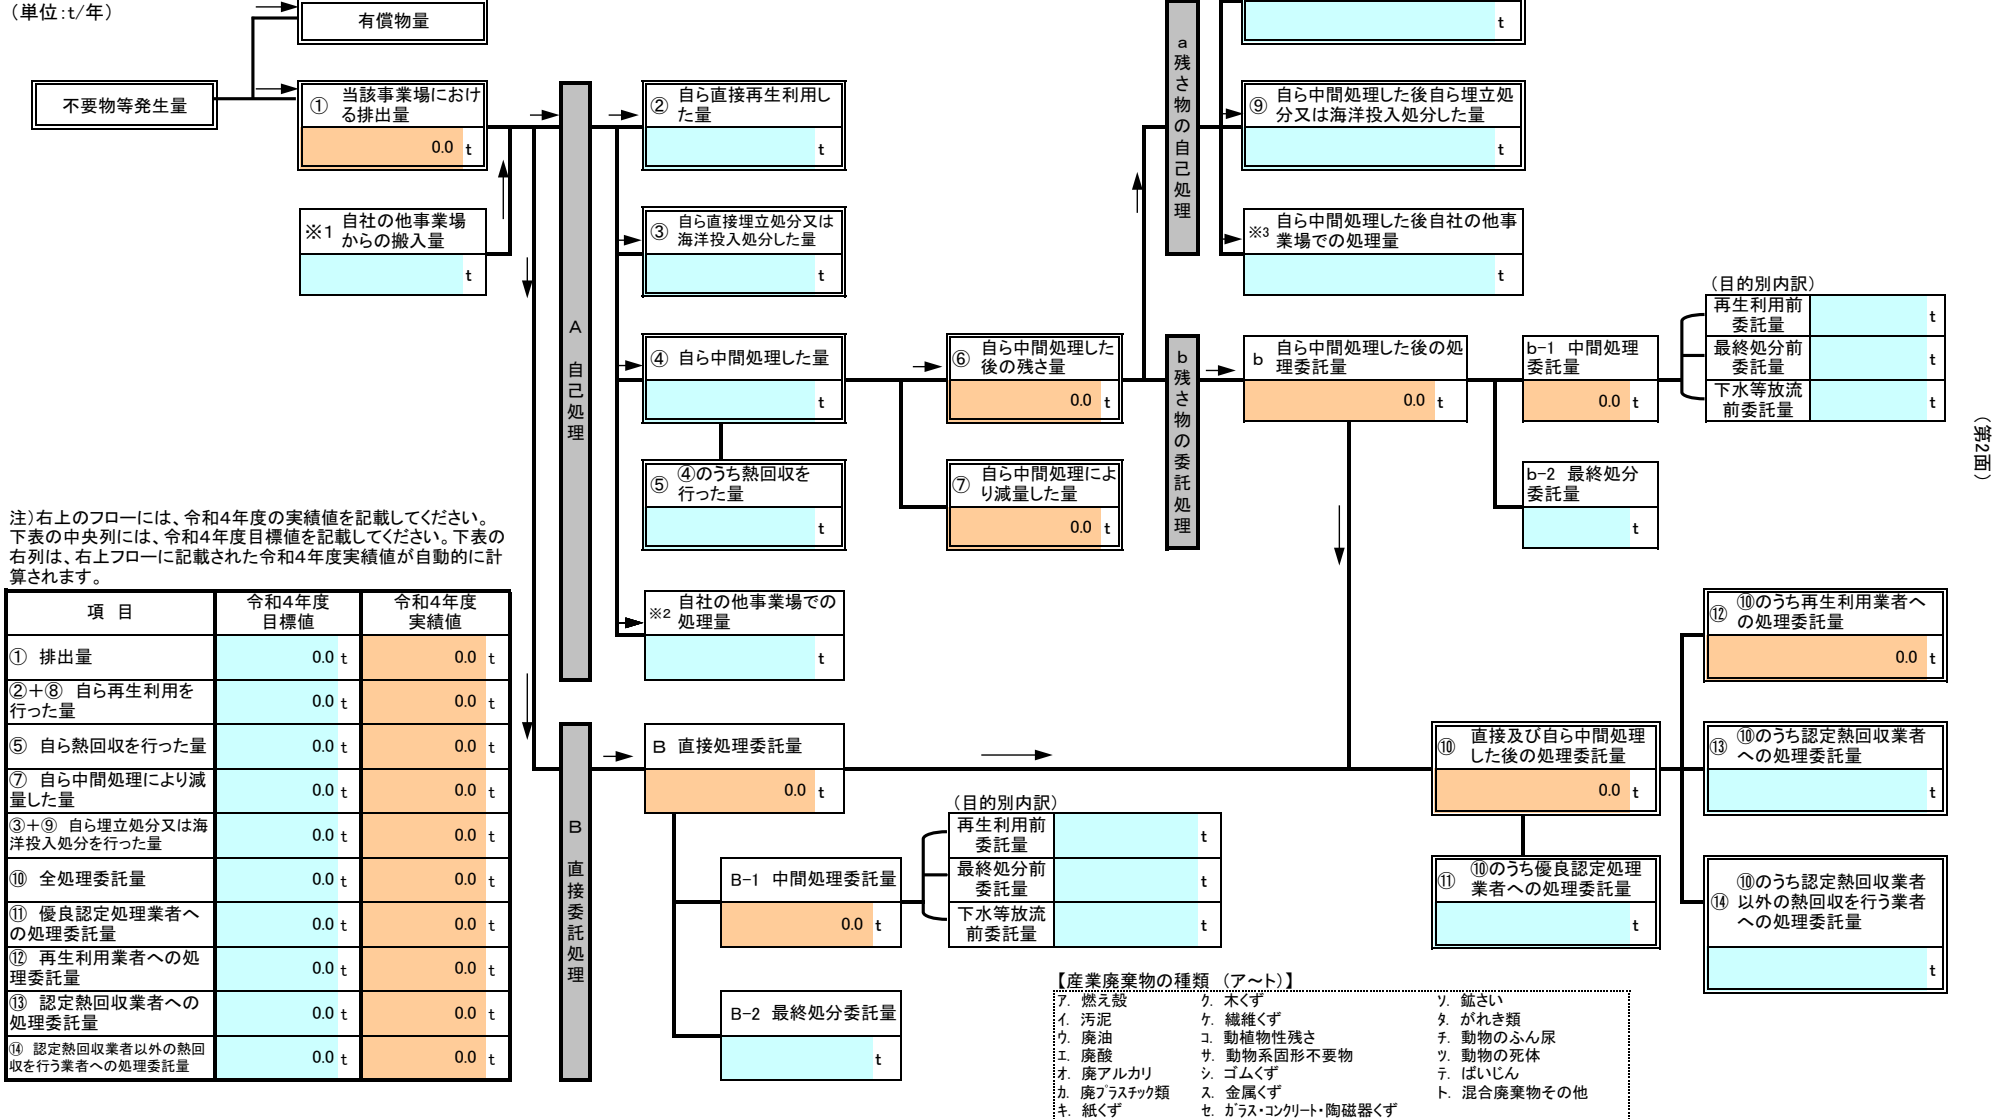 （単位：t/年）
有償物量
t
不要物等発生量
① 当該事業場におけ
る排出量
0.0 t
※1 自社の他事業場
からの搬入量
t
A 自己処理
② 自ら直接再生利用し
た量
t
③ 自ら直接埋立処分又は
海洋投入処分した量
t
④ 自ら中間処理した量
t
⑤ ④のうち熱回収を
行った量
t
※2 自社の他事業場での
処理量
t
⑥ 自ら中間処理した
後の残さ量
0.0 t
⑦ 自ら中間処理によ
り減量した量
0.0 t
a 残さ物の自己処理
⑨ 自ら中間処理した後自ら埋立処
分又は海洋投入処分した量
t
※3 自ら中間処理した後自社の他事
業場での処理量
t
b 残さ物の委託処理
b 自ら中間処理した後の処
理委託量
0.0 t
b-1 中間処理
委託量
0.0 t
b-2 最終処分
委託量
t
（目的別内訳）
再生利用前
委託量
t
最終処分前
委託量
t
下水等放流
前委託量
t
（第2面）
注）右上のフローには、令和４年度の実績値を記載してください。
下表の中央列には、令和４年度目標値を記載してください。下表の
右列は、右上フローに記載された令和４年度実績値が自動的に計
算されます。
項 目
令和４年度
目標値
令和４年度
実績値
① 排出量
0.0 t 0.0 t
②＋⑧ 自ら再生利用を
行った量
0.0 t 0.0 t
⑤ 自ら熱回収を行った量
0.0 t 0.0 t
⑦ 自ら中間処理により減
量した量
0.0 t 0.0 t
③＋⑨ 自ら埋立処分又は海
洋投入処分を行った量
0.0 t 0.0 t
⑩ 全処理委託量
0.0 t 0.0 t
⑪ 優良認定処理業者へ
の処理委託量
0.0 t 0.0 t
⑫ 再生利用業者への処
理委託量
0.0 t 0.0 t
⑬ 認定熱回収業者への
処理委託量
0.0 t 0.0 t
⑭ 認定熱回収業者以外の熱回
収を行う業者への処理委託量
0.0 t 0.0 t
B 直接委託処理
B 直接処理委託量
0.0 t
B-1 中間処理委託量
0.0 t
B-2 最終処分委託量
t
（目的別内訳）
再生利用前
委託量
t
最終処分前
委託量
t
下水等放流
前委託量
t
⑩ 直接及び自ら中間処理
した後の処理委託量
0.0 t
⑪ ⑩のうち優良認定処理
業者への処理委託量
t
⑫ ⑩のうち再生利用業者へ
の処理委託量
0.0 t
⑬ ⑩のうち認定熱回収業者
への処理委託量
t
⑭ ⑩のうち認定熱回収業者
以外の熱回収を行う業者
への処理委託量
t
【産業廃棄物の種類 （ア～ト）】
ア. 燃え殻
イ. 汚泥
ウ. 廃油
エ. 廃酸
オ. 廃アルカリ
カ. 廃プラスチック類
キ. 紙くず
ク. 木くず
ケ. 繊維くず
コ. 動植物性残さ
サ. 動物系固形不要物
シ. ゴムくず
ス. 金属くず
セ. ガラス・コンクリート・陶磁器くず
ソ. 鉱さい
タ. がれき類
チ. 動物のふん尿
ツ. 動物の死体
テ. ばいじん
ト. 混合廃棄物その他